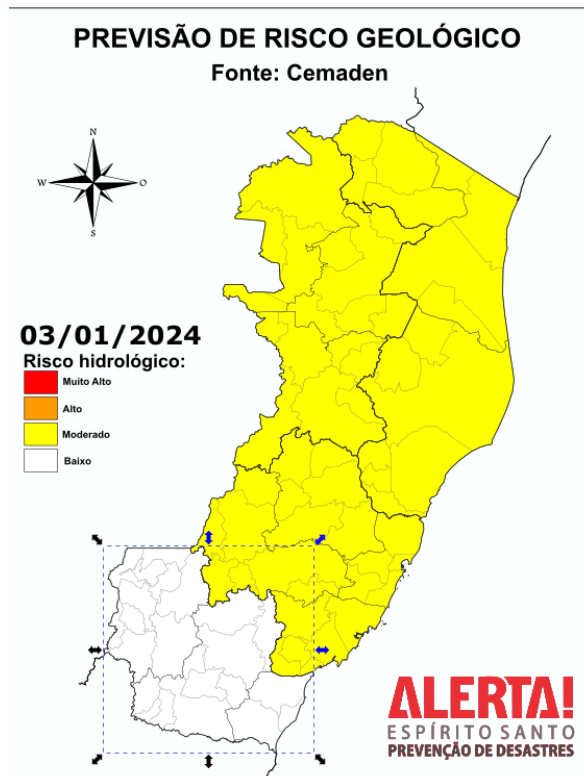 PREVISÃO DE RISCO GEOLÓGICO
Fonte: Cemaden
N
W
O
S
03/01/2024
Risco hidrológico:
Muito Alto
Alto
Moderado
Baixo
ALERTA!
ESPÍRITO SANTO
PREVENÇÃO DE DESASTRES